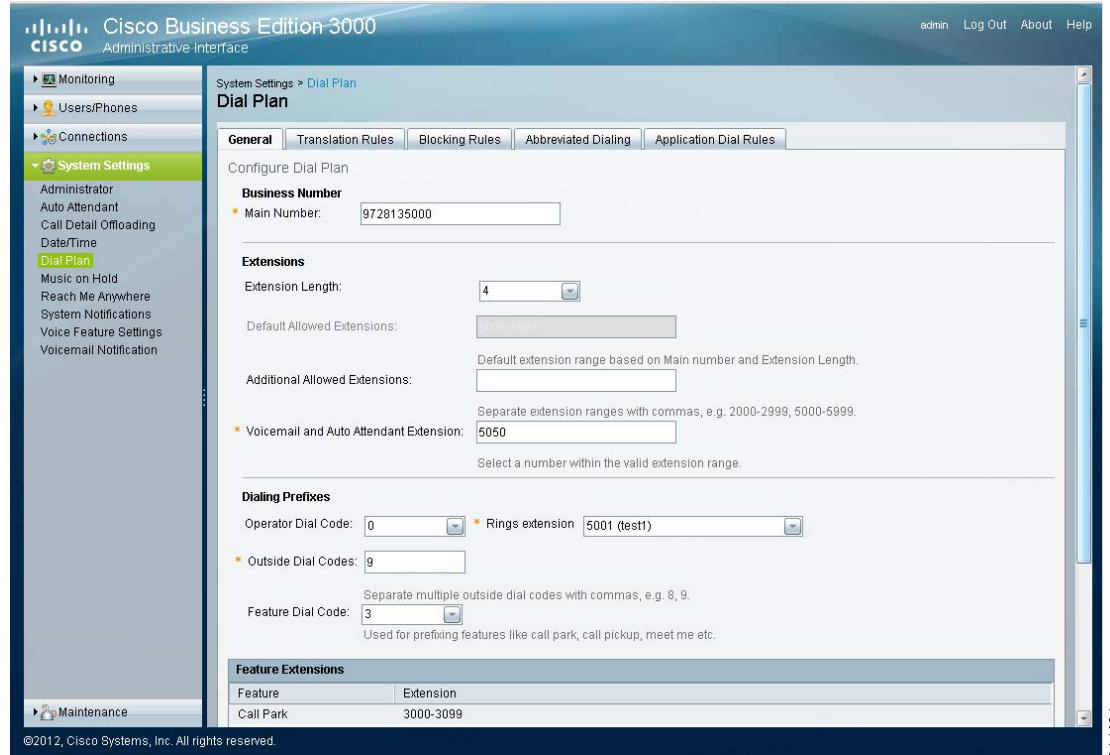 Cisco Business Edition 3000
CISCO Administrative Interface
admin Log Out About Help
Monitoring
Users/Phones
Connections
System Settings
Administrator
Auto Attendant
Call Detail Offloading
Date/Time
Dial Plan
Music on Hold
Reach Me Anywhere
System Notifications
Voice Feature Settings
Voicemail Notification
Maintenance
System Settings > Dial Plan
Dial Plan
General Translation Rules Blocking Rules Abbreviated Dialing Application Dial Rules
Configure Dial Plan
Business Number
* Main Number: 9728135000
Extensions
Extension Length: 4
Default Allowed Extensions: 5000-5999
Default extension range based on Main number and Extension Length.
Additional Allowed Extensions:
Separate extension ranges with commas, e.g. 2000-2999, 5000-5999.
* Voicemail and Auto Attendant Extension: 5050
Select a number within the valid extension range.
Dialing Prefixes
Operator Dial Code: 0 * Rings extension 5001 (test1)
* Outside Dial Codes: 9
Separate multiple outside dial codes with commas, e.g. 8, 9.
Feature Dial Code: 3
Used for prefixing features like call park, call pickup, meet me etc.
Feature Extensions
Feature Extension
Call Park 3000-3099
©2012, Cisco Systems, Inc. All rights reserved.